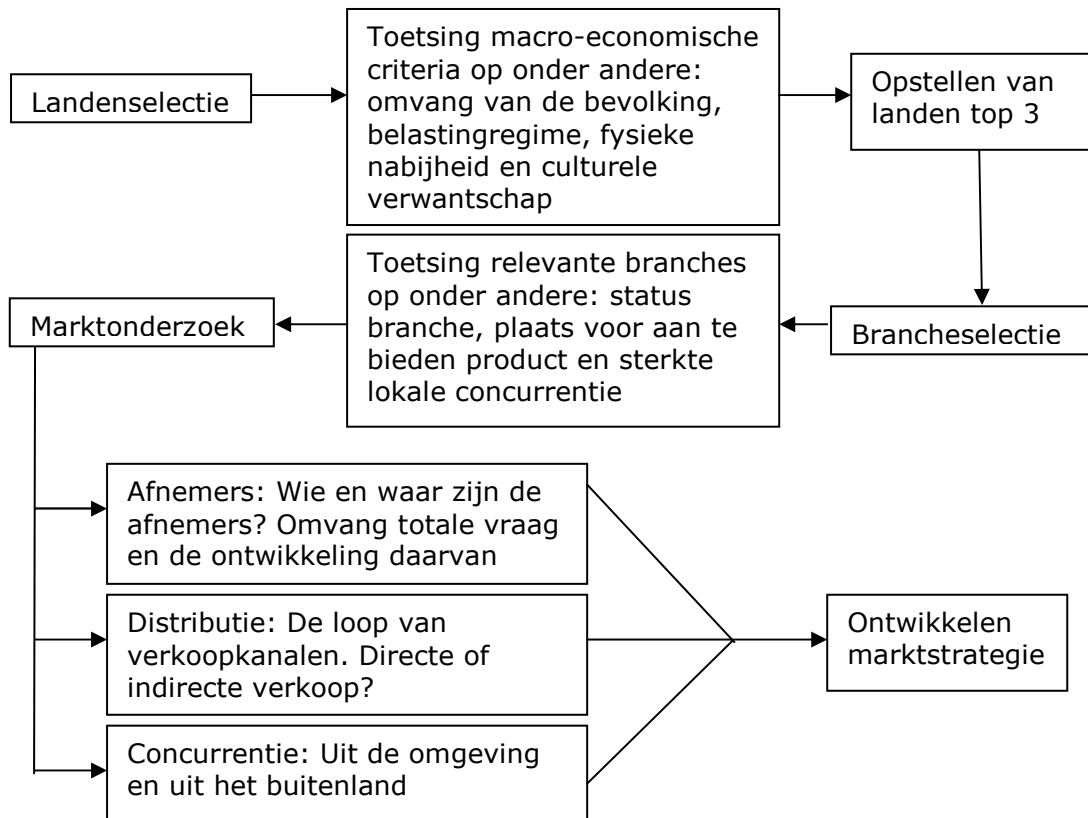 Landenselectie
Toetsing macro-economische
criteria op onder andere:
omvang van de bevolking,
belastingregime, fysieke
nabijheid en culturele
verwantschap
Opstellen van
landen top 3
Brancheselectie
Toetsing relevante branches
op onder andere: status
branche, plaats voor aan te
bieden product en sterkte
lokale concurrentie
Marktonderzoek
Afnemers: Wie en waar zijn de
afnemers? Omvang totale vraag
en de ontwikkeling daarvan
Distributie: De loop van
verkoopkanalen. Directe of
indirecte verkoop?
Concurrentie: Uit de omgeving
en uit het buitenland
Ontwikkelen
marktstrategie